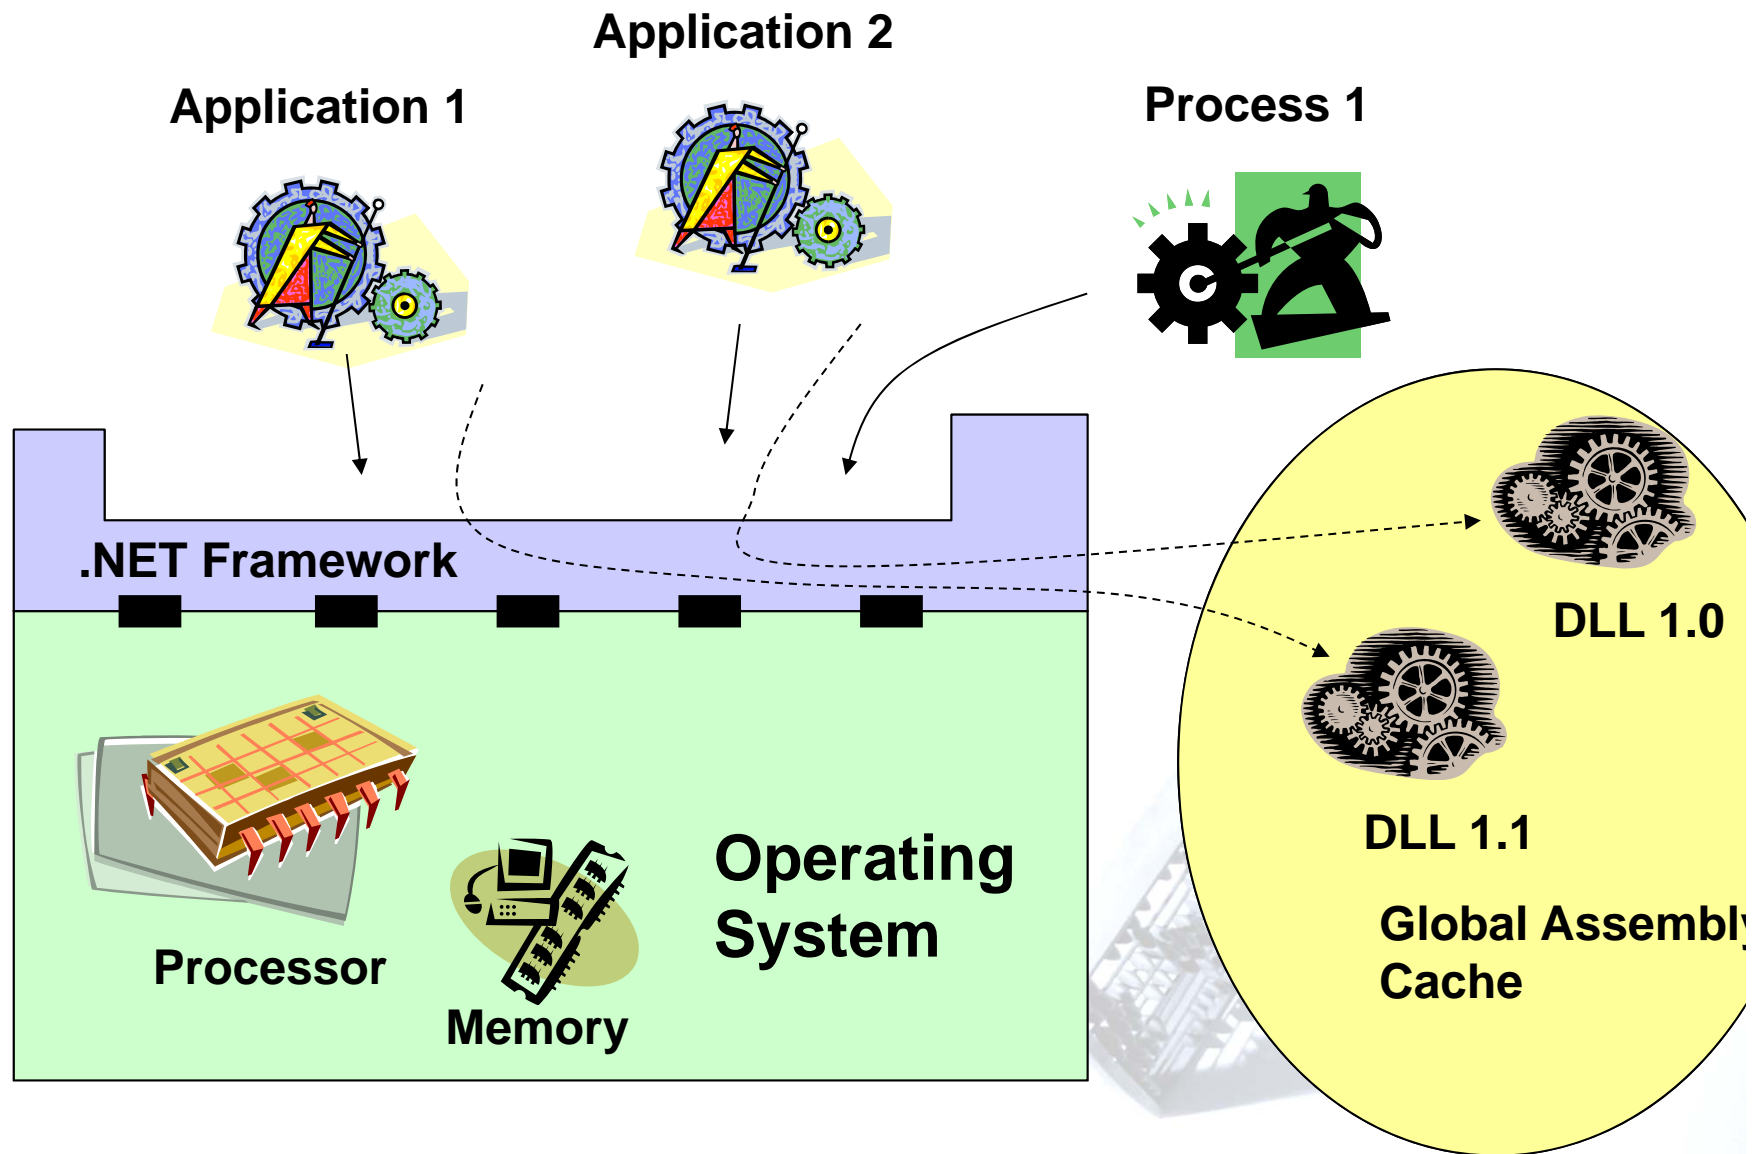 Application 2
Application 1
Process 1
.NET Framework
DLL 1.0
DLL 1.1
Operating
System
Global Assembly
Cache
Processor
Memory